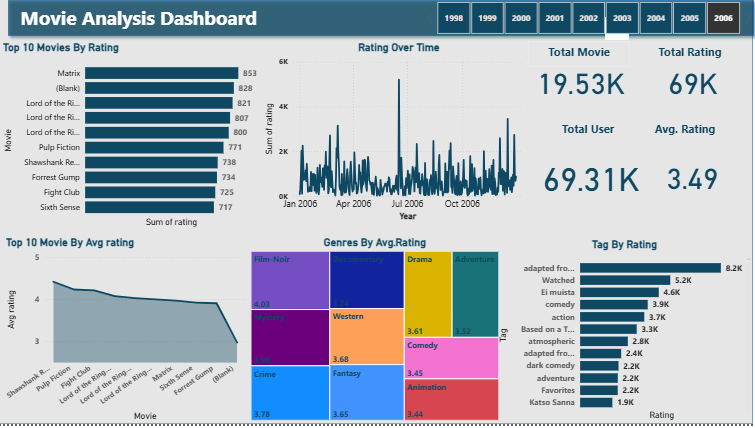 Movie Analysis Dashboard
1998 1999 2000 2001 2002 2003 2004 2005 2006
Top 10 Movies By Rating
Movie
Matrix 853
(Blank) 828
Lord of the Ri... 821
Lord of the Ri... 807
Lord of the Ri... 800
Pulp Fiction 771
Shawshank Re... 738
Forrest Gump 734
Fight Club 725
Sixth Sense 717
Sum of rating
Rating Over Time
Sum of rating
6K
4K
2K
0K
Jan 2006 Apr 2006 Jul 2006 Oct 2006
Year
Total Movie
19.53K
Total Rating
69K
Total User
69.31K
Avg. Rating
3.49
Top 10 Movie By Avg rating
Avg rating
5
4
3
Shawshank R...
Pulp Fiction
Fight Club
Lord of the Ring...
Lord of the Ring...
Lord of the Ring...
Matrix
Sixth Sense
Forrest Gump
(Blank)
Movie
Genres By Avg.Rating
Film-Noir
4.03
Mystery
Crime
3.78
Documentary
Western
3.68
Fantasy
3.65
Drama
3.61
Adventure
3.52
Comedy
3.45
Animation
3.44
Tag By Rating
Tag
adapted fro... 8.2K
Watched 5.2K
Ei muista 4.6K
comedy 3.9K
action 3.7K
Based on a T... 3.3K
atmospheric 2.8K
adapted fro... 2.4K
dark comedy 2.2K
adventure 2.2K
Favorites 2.2K
Katso Sanna 1.9K
Rating